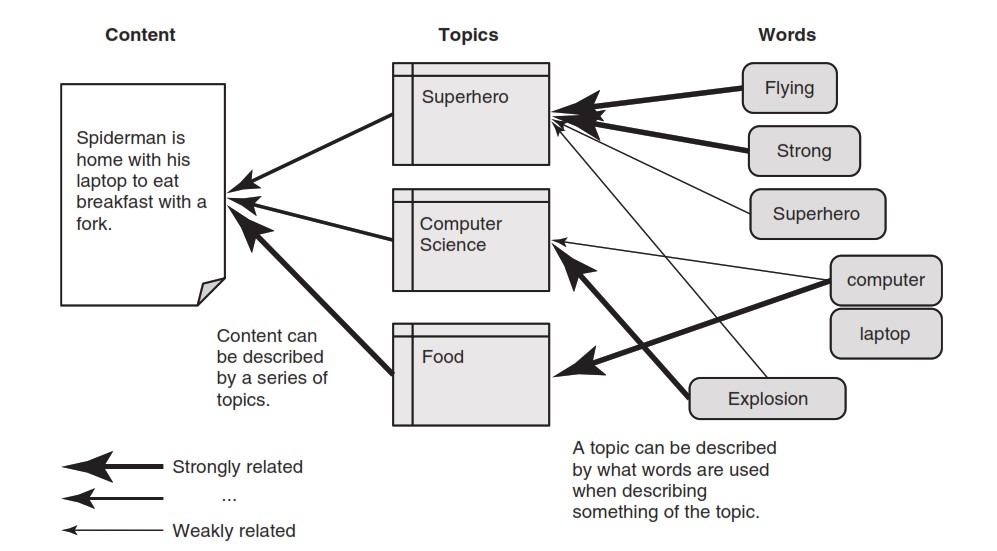 Content
Topics
Words
Spiderman is
home with his
laptop to eat
breakfast with a
fork.
Superhero
Computer
Science
Food
Flying
Strong
Superhero
computer
laptop
Explosion
Content can
be described
by a series of
topics.
A topic can be described
by what words are used
when describing
something of the topic.
Strongly related
...
Weakly related